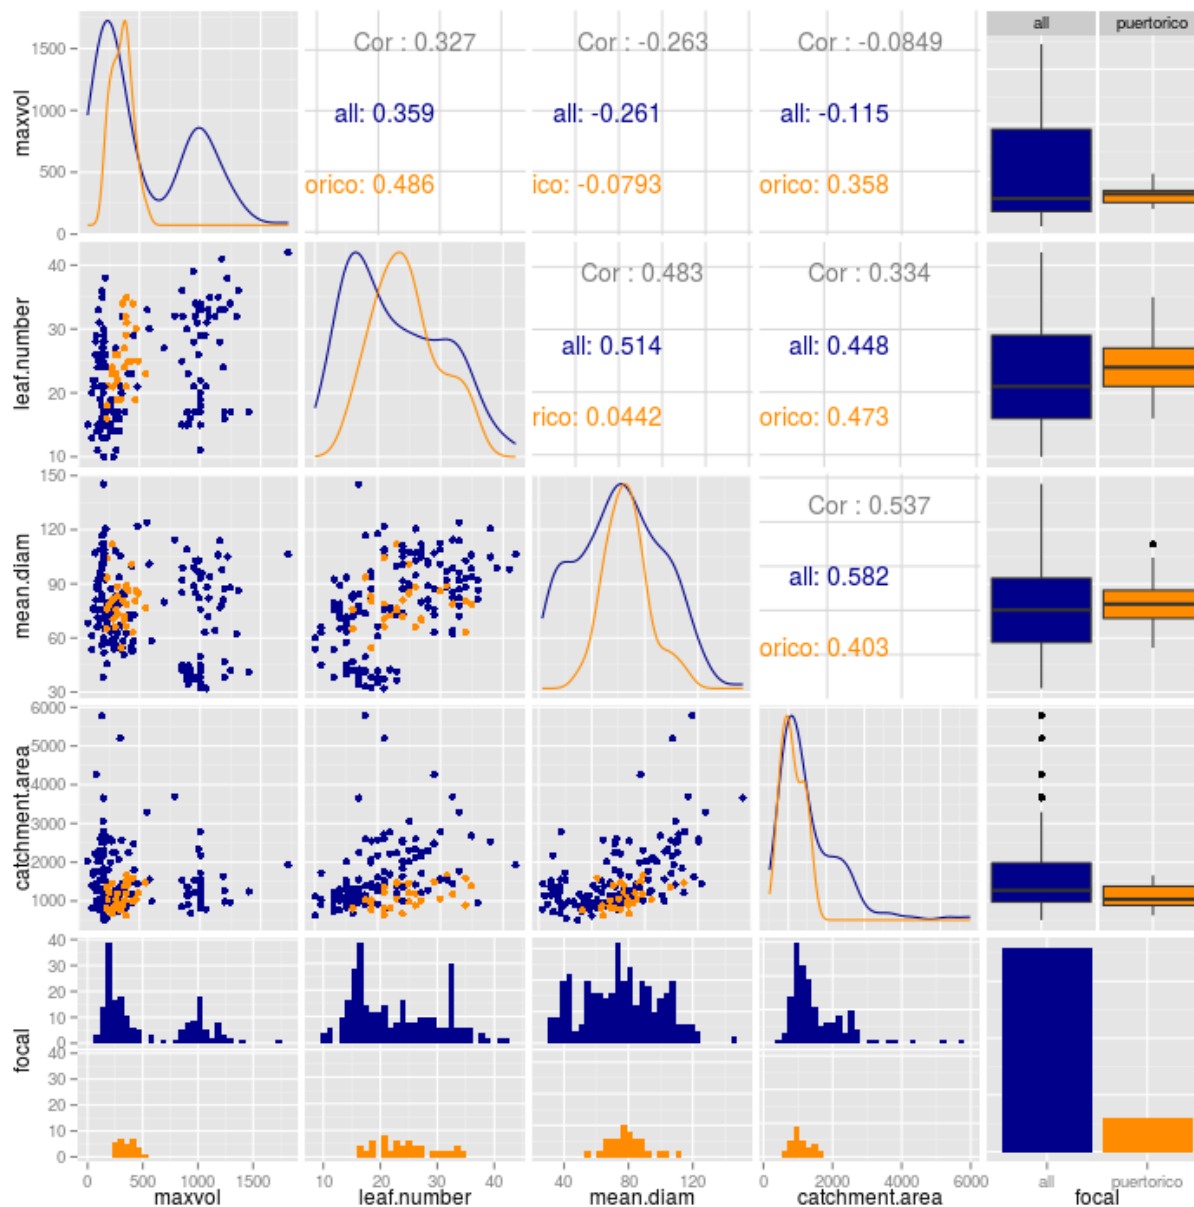 all puertorico
1500 1000 500 0
maxvol
Cor : 0.327
all: 0.359
orico: 0.486
Cor : -0.263
all: -0.261
ico: -0.0793
Cor : -0.0849
all: -0.115
orico: 0.358
40 30 20 10
leaf.number
Cor : 0.483
all: 0.514
rico: 0.0442
Cor : 0.334
all: 0.448
orico: 0.473
150 120 90 60 30
mean.diam
Cor : 0.537
all: 0.582
orico: 0.403
6000 5000 4000 3000 2000 1000
catchment.area
40 30 20 10 0
40 30 20 10 0
focal
0 500 1000 1500
10 20 30 40
40 80 120
0 2000 4000 6000
all puertorico
maxvol leaf.number mean.diam catchment.area focal